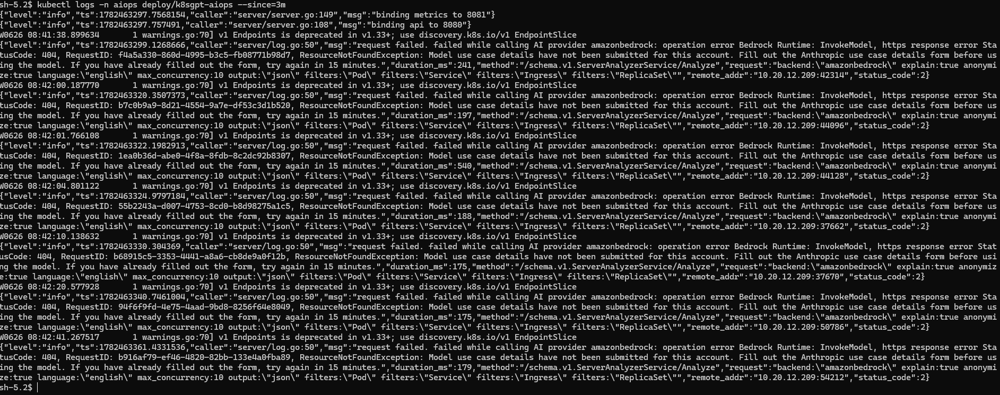 sh-5.2$ kubectl logs -n aiops deploy/k8sgpt-aiops --since=3m
{"level":"info","ts":1782463297.7568154,"caller":"server/server.go:149","msg":"binding metrics to 8081"}
{"level":"info","ts":1782463297.757491,"caller":"server/server.go:108","msg":"binding api to 8080"}
W0626 08:41:38.899634       1 warnings.go:70] v1 Endpoints is deprecated in v1.33+; use discovery.k8s.io/v1 EndpointSlice
{"level":"info","ts":1782463299.1268666,"caller":"server/log.go:50","msg":"request failed. failed while calling AI provider amazonbedrock: operation error Bedrock Runtime: InvokeModel, https response error Sta
tusCode: 404, RequestID: f4a5a330-860d-4995-b3c5-fb08771b98d7, ResourceNotFoundException: Model use case details have not been submitted for this account. Fill out the Anthropic use case details form before us
ing the model. If you have already filled out the form, try again in 15 minutes.","duration_ms":241,"method":"/schema.v1.ServerAnalyzerService/Analyze","request":"backend:\"amazonbedrock\" explain:true anonymi
ze:true language:\"english\" max_concurrency:10 output:\"json\" filters:\"Pod\" filters:\"Service\" filters:\"Ingress\" filters:\"ReplicaSet\"","remote_addr":"10.20.12.209:42314","status_code":2}
W0626 08:42:00.187770       1 warnings.go:70] v1 Endpoints is deprecated in v1.33+; use discovery.k8s.io/v1 EndpointSlice
{"level":"info","ts":1782463320.3507373,"caller":"server/log.go:50","msg":"request failed. failed while calling AI provider amazonbedrock: operation error Bedrock Runtime: InvokeModel, https response error Sta
tusCode: 404, RequestID: b7c0b9a9-8d21-4554-9a7e-df53c3d1b520, ResourceNotFoundException: Model use case details have not been submitted for this account. Fill out the Anthropic use case details form before us
ing the model. If you have already filled out the form, try again in 15 minutes.","duration_ms":197,"method":"/schema.v1.ServerAnalyzerService/Analyze","request":"backend:\"amazonbedrock\" explain:true anonymi
ze:true language:\"english\" max_concurrency:10 output:\"json\" filters:\"Pod\" filters:\"Service\" filters:\"Ingress\" filters:\"ReplicaSet\"","remote_addr":"10.20.12.209:44096","status_code":2}
W0626 08:42:01.766108       1 warnings.go:70] v1 Endpoints is deprecated in v1.33+; use discovery.k8s.io/v1 EndpointSlice
{"level":"info","ts":1782463322.1982913,"caller":"server/log.go:50","msg":"request failed. failed while calling AI provider amazonbedrock: operation error Bedrock Runtime: InvokeModel, https response error Sta
tusCode: 404, RequestID: 1ea0b36d-abe0-4f8a-8fdb-8c2dc92b8307, ResourceNotFoundException: Model use case details have not been submitted for this account. Fill out the Anthropic use case details form before us
ing the model. If you have already filled out the form, try again in 15 minutes.","duration_ms":540,"method":"/schema.v1.ServerAnalyzerService/Analyze","request":"backend:\"amazonbedrock\" explain:true anonymi
ze:true language:\"english\" max_concurrency:10 output:\"json\" filters:\"Pod\" filters:\"Service\" filters:\"Ingress\" filters:\"ReplicaSet\"","remote_addr":"10.20.12.209:44128","status_code":2}
W0626 08:42:04.801122       1 warnings.go:70] v1 Endpoints is deprecated in v1.33+; use discovery.k8s.io/v1 EndpointSlice
{"level":"info","ts":1782463324.9797184,"caller":"server/log.go:50","msg":"request failed. failed while calling AI provider amazonbedrock: operation error Bedrock Runtime: InvokeModel, https response error Sta
tusCode: 404, RequestID: 55b2243a-d007-4753-8cd0-b8d98275a1c5, ResourceNotFoundException: Model use case details have not been submitted for this account. Fill out the Anthropic use case details form before us
ing the model. If you have already filled out the form, try again in 15 minutes.","duration_ms":188,"method":"/schema.v1.ServerAnalyzerService/Analyze","request":"backend:\"amazonbedrock\" explain:true anonymi
ze:true language:\"english\" max_concurrency:10 output:\"json\" filters:\"Pod\" filters:\"Service\" filters:\"Ingress\" filters:\"ReplicaSet\"","remote_addr":"10.20.12.209:37662","status_code":2}
W0626 08:42:10.138632       1 warnings.go:70] v1 Endpoints is deprecated in v1.33+; use discovery.k8s.io/v1 EndpointSlice
{"level":"info","ts":1782463330.304369,"caller":"server/log.go:50","msg":"request failed. failed while calling AI provider amazonbedrock: operation error Bedrock Runtime: InvokeModel, https response error Stat
usCode: 404, RequestID: b68915c5-3353-4441-a8a6-cb8de9a0f12b, ResourceNotFoundException: Model use case details have not been submitted for this account. Fill out the Anthropic use case details form before usi
ng the model. If you have already filled out the form, try again in 15 minutes.","duration_ms":175,"method":"/schema.v1.ServerAnalyzerService/Analyze","request":"backend:\"amazonbedrock\" explain:true anonymiz
e:true language:\"english\" max_concurrency:10 output:\"json\" filters:\"Pod\" filters:\"Service\" filters:\"Ingress\" filters:\"ReplicaSet\"","remote_addr":"10.20.12.209:37670","status_code":2}
W0626 08:42:20.577928       1 warnings.go:70] v1 Endpoints is deprecated in v1.33+; use discovery.k8s.io/v1 EndpointSlice
{"level":"info","ts":1782463340.7461004,"caller":"server/log.go:50","msg":"request failed. failed while calling AI provider amazonbedrock: operation error Bedrock Runtime: InvokeModel, https response error Sta
tusCode: 404, RequestID: 94f6f9fd-4e75-4aad-9bd8-8256f64e8049, ResourceNotFoundException: Model use case details have not been submitted for this account. Fill out the Anthropic use case details form before us
ing the model. If you have already filled out the form, try again in 15 minutes.","duration_ms":175,"method":"/schema.v1.ServerAnalyzerService/Analyze","request":"backend:\"amazonbedrock\" explain:true anonymi
ze:true language:\"english\" max_concurrency:10 output:\"json\" filters:\"Pod\" filters:\"Service\" filters:\"Ingress\" filters:\"ReplicaSet\"","remote_addr":"10.20.12.209:50786","status_code":2}
W0626 08:42:41.267517       1 warnings.go:70] v1 Endpoints is deprecated in v1.33+; use discovery.k8s.io/v1 EndpointSlice
{"level":"info","ts":1782463361.4331536,"caller":"server/log.go:50","msg":"request failed. failed while calling AI provider amazonbedrock: operation error Bedrock Runtime: InvokeModel, https response error Sta
tusCode: 404, RequestID: b916af79-ef46-4820-82bb-133e4a0fba89, ResourceNotFoundException: Model use case details have not been submitted for this account. Fill out the Anthropic use case details form before us
ing the model. If you have already filled out the form, try again in 15 minutes.","duration_ms":179,"method":"/schema.v1.ServerAnalyzerService/Analyze","request":"backend:\"amazonbedrock\" explain:true anonymi
ze:true language:\"english\" max_concurrency:10 output:\"json\" filters:\"Pod\" filters:\"Service\" filters:\"Ingress\" filters:\"ReplicaSet\"","remote_addr":"10.20.12.209:54212","status_code":2}
sh-5.2$